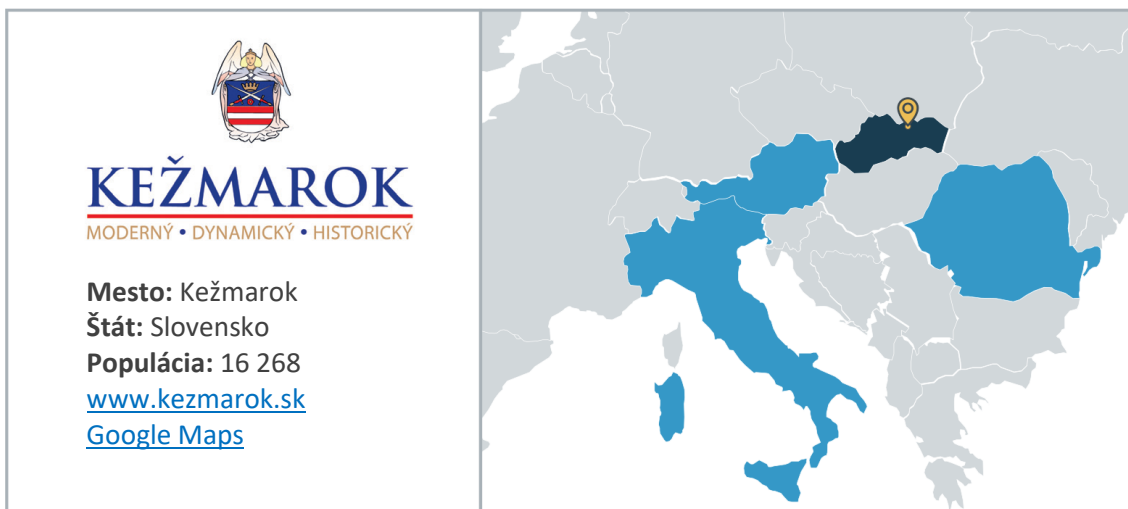 KEŽMAROK
MODERNÝ • DYNAMICKÝ • HISTORICKÝ
Mesto: Kežmarok
Štát: Slovensko
Populácia: 16 268
www.kezmarok.sk
Google Maps